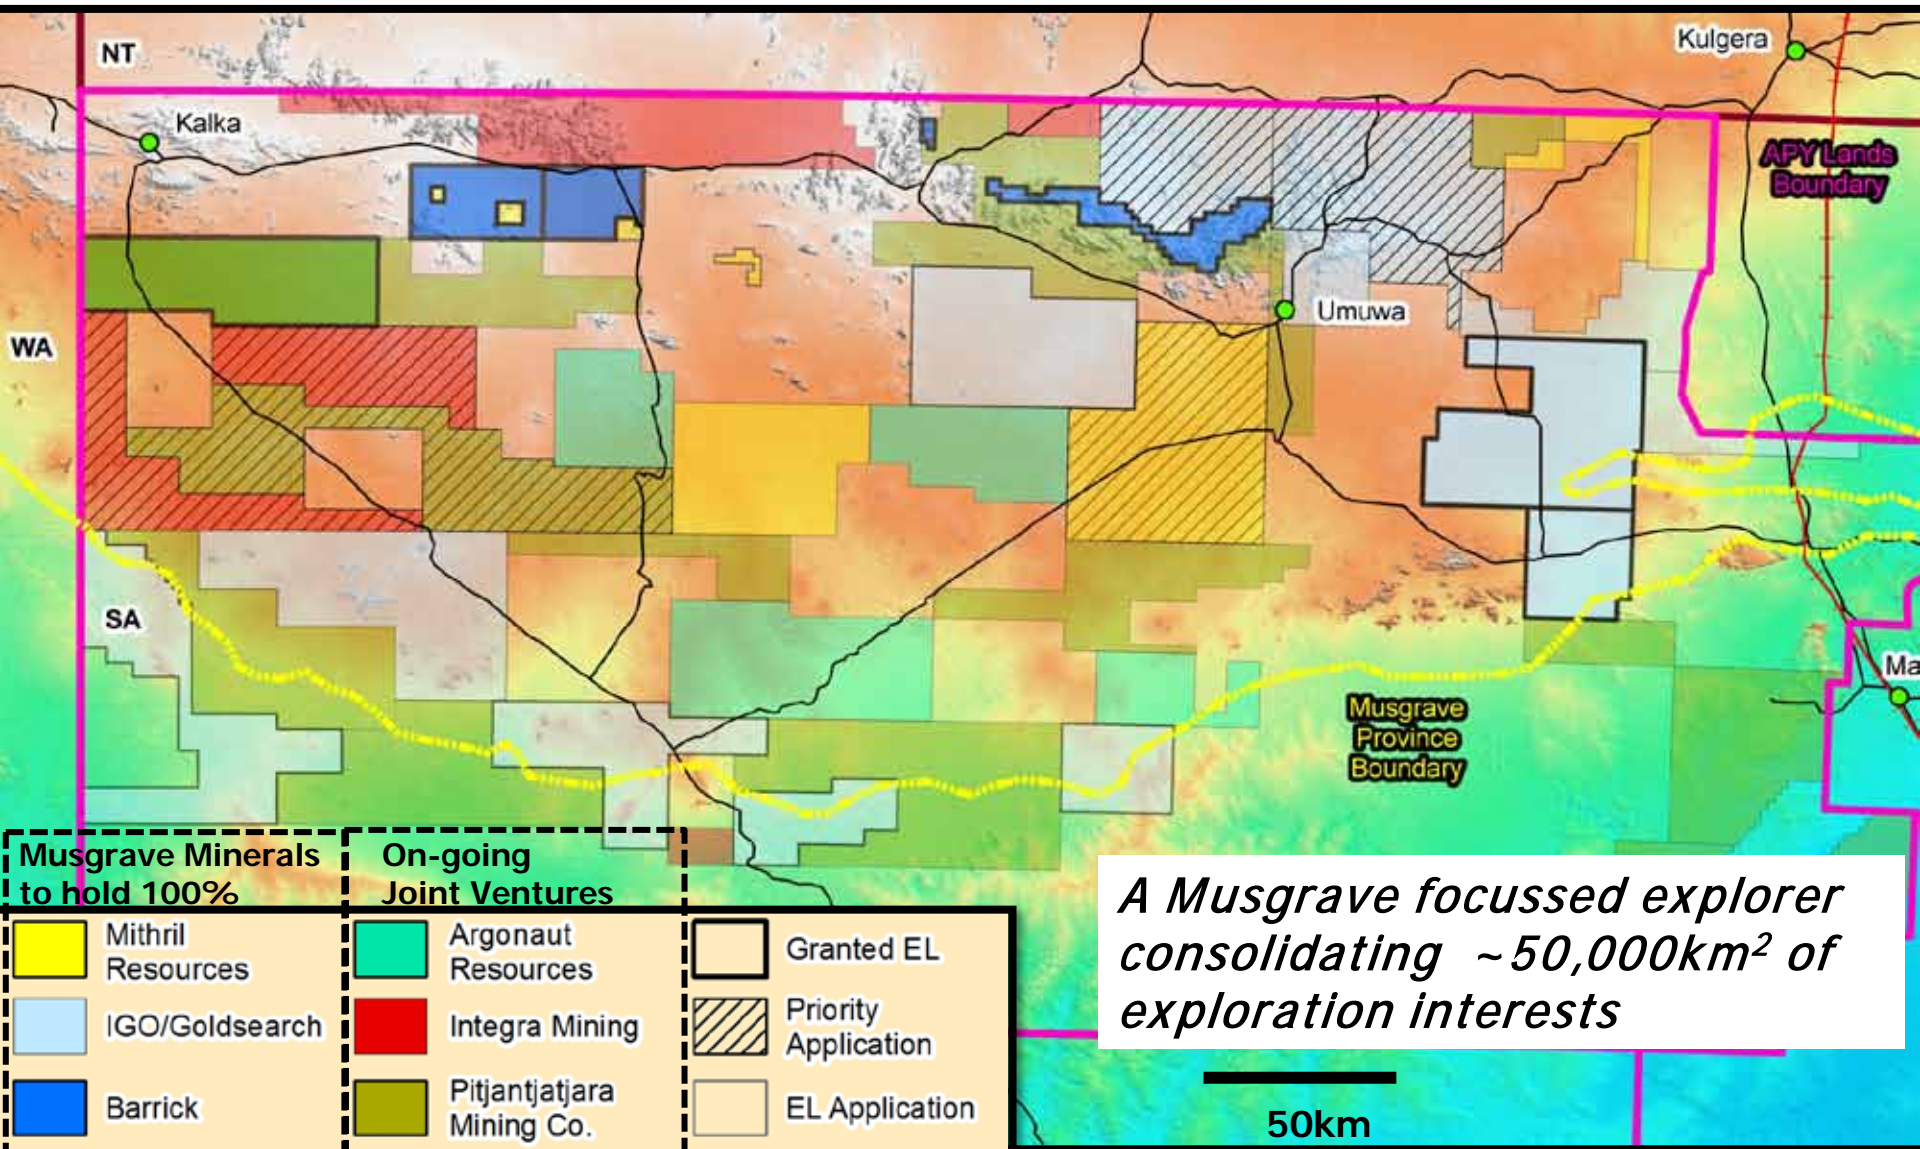 NT
Kulgera
Kalka
APY Lands
Boundary
Umuwa
WA
SA
Ma
Musgrave
Province
Boundary
Musgrave Minerals
to hold 100%
On-going
Joint Ventures
Mithril
Resources
Argonaut
Resources
Granted EL
IGO/Goldsearch
Integra Mining
Priority
Application
Barrick
Pitjantjatjara
Mining Co.
EL Application
A Musgrave focussed explorer
consolidating ~50,000km² of
exploration interests
50km